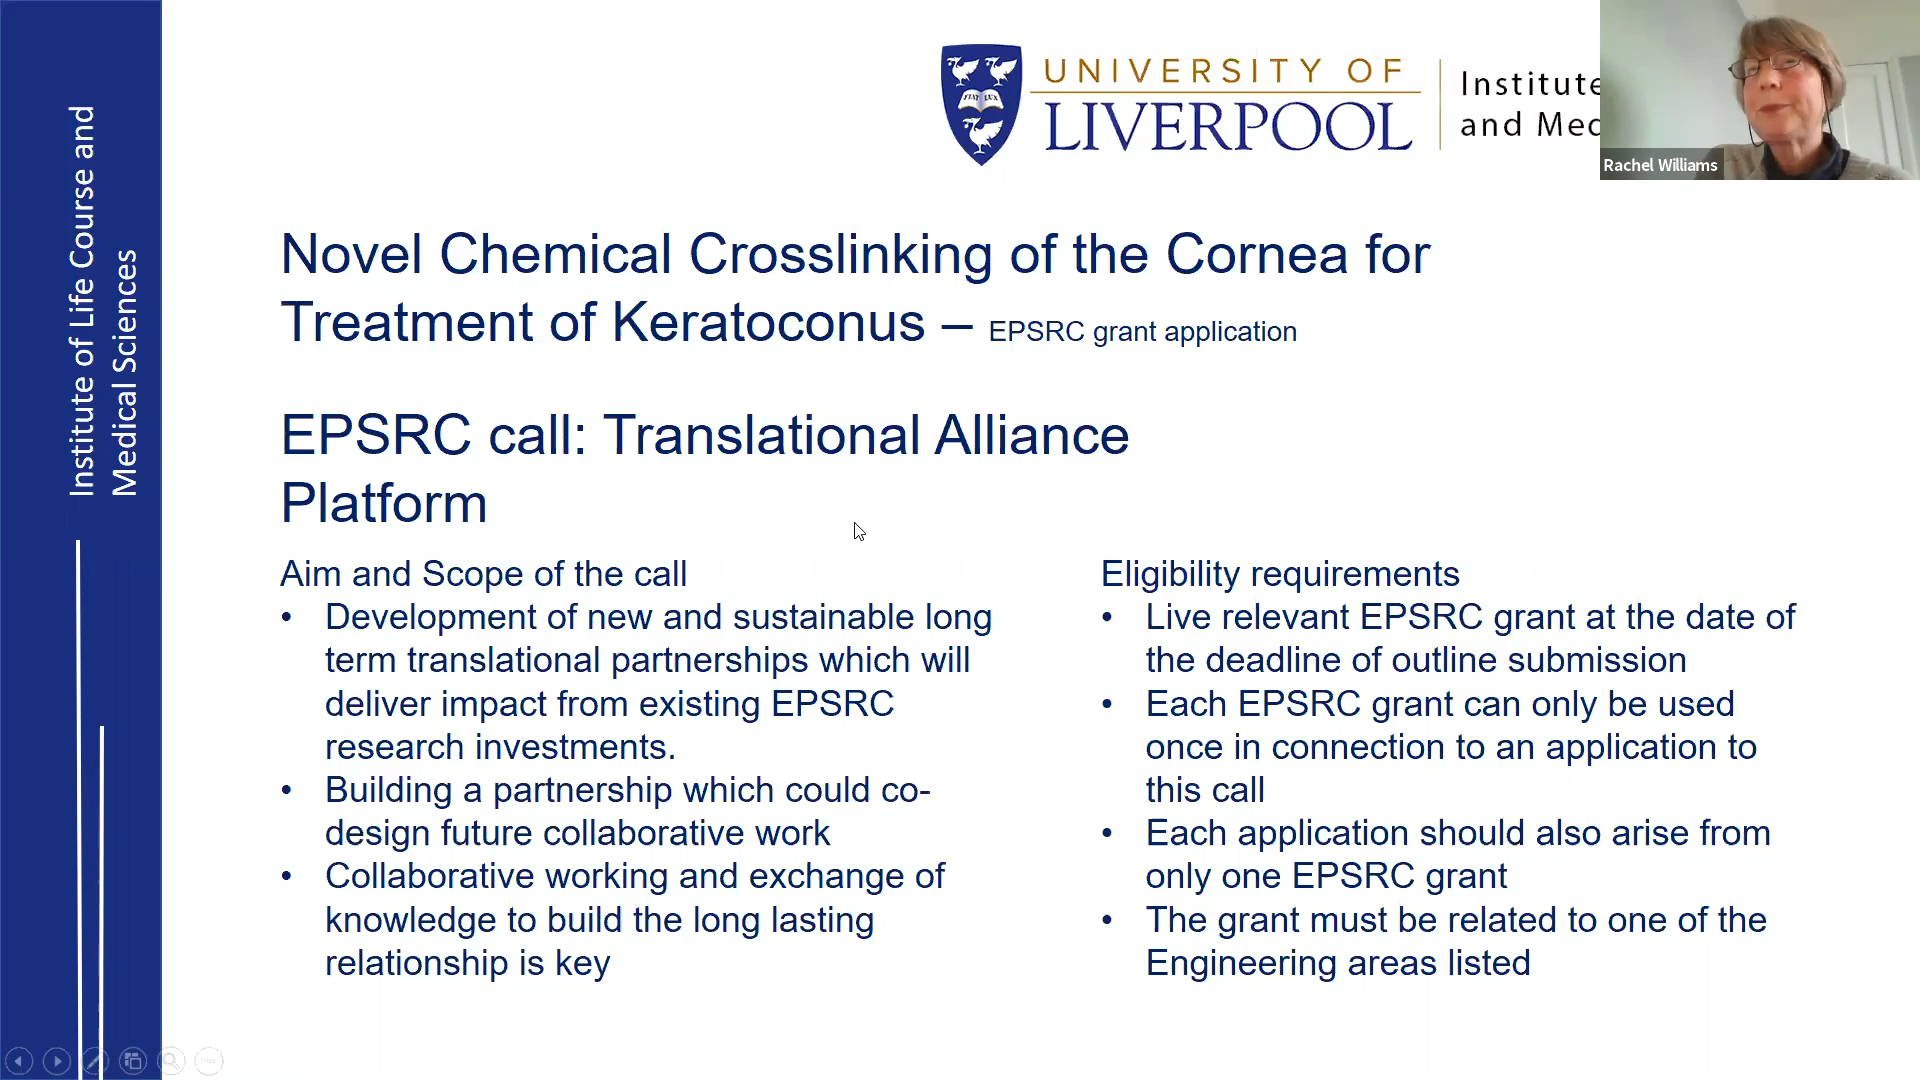 Institute of Life Course and
Medical Sciences
FIAT LUX
UNIVERSITY OF
LIVERPOOL
Institute
and Med
Rachel Williams
Novel Chemical Crosslinking of the Cornea for
Treatment of Keratoconus – EPSRC grant application
EPSRC call: Translational Alliance
Platform
Aim and Scope of the call
• Development of new and sustainable long
term translational partnerships which will
deliver impact from existing EPSRC
research investments.
• Building a partnership which could co-
design future collaborative work
• Collaborative working and exchange of
knowledge to build the long lasting
relationship is key
Eligibility requirements
• Live relevant EPSRC grant at the date of
the deadline of outline submission
• Each EPSRC grant can only be used
once in connection to an application to
this call
• Each application should also arise from
only one EPSRC grant
• The grant must be related to one of the
Engineering areas listed